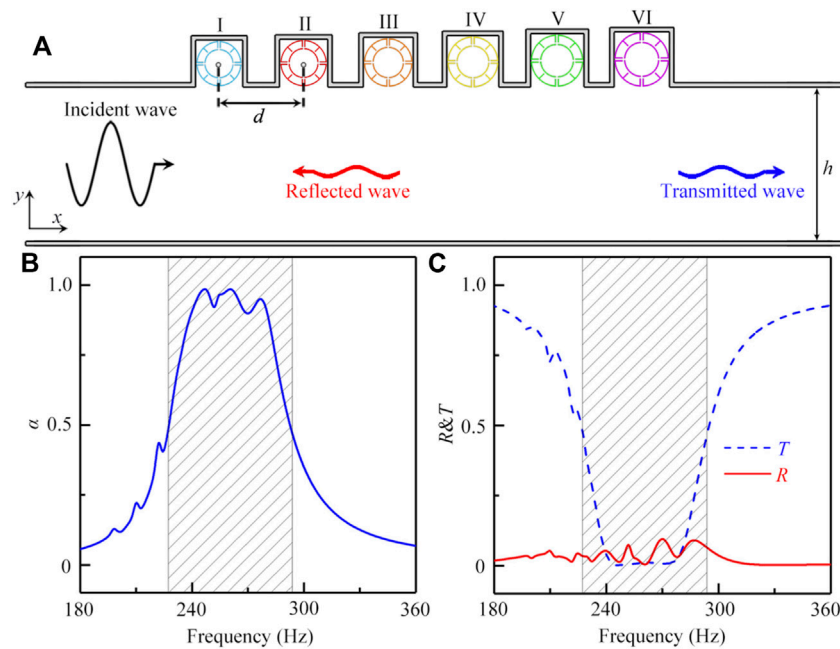 A
I II III IV V VI
Incident wave
d
h
Reflected wave
Transmitted wave
y
x
B
1.0
0.5
0
α
180 240 300 360
Frequency (Hz)
C
1.0
0.5
0
R&T
T
R
180 240 300 360
Frequency (Hz)